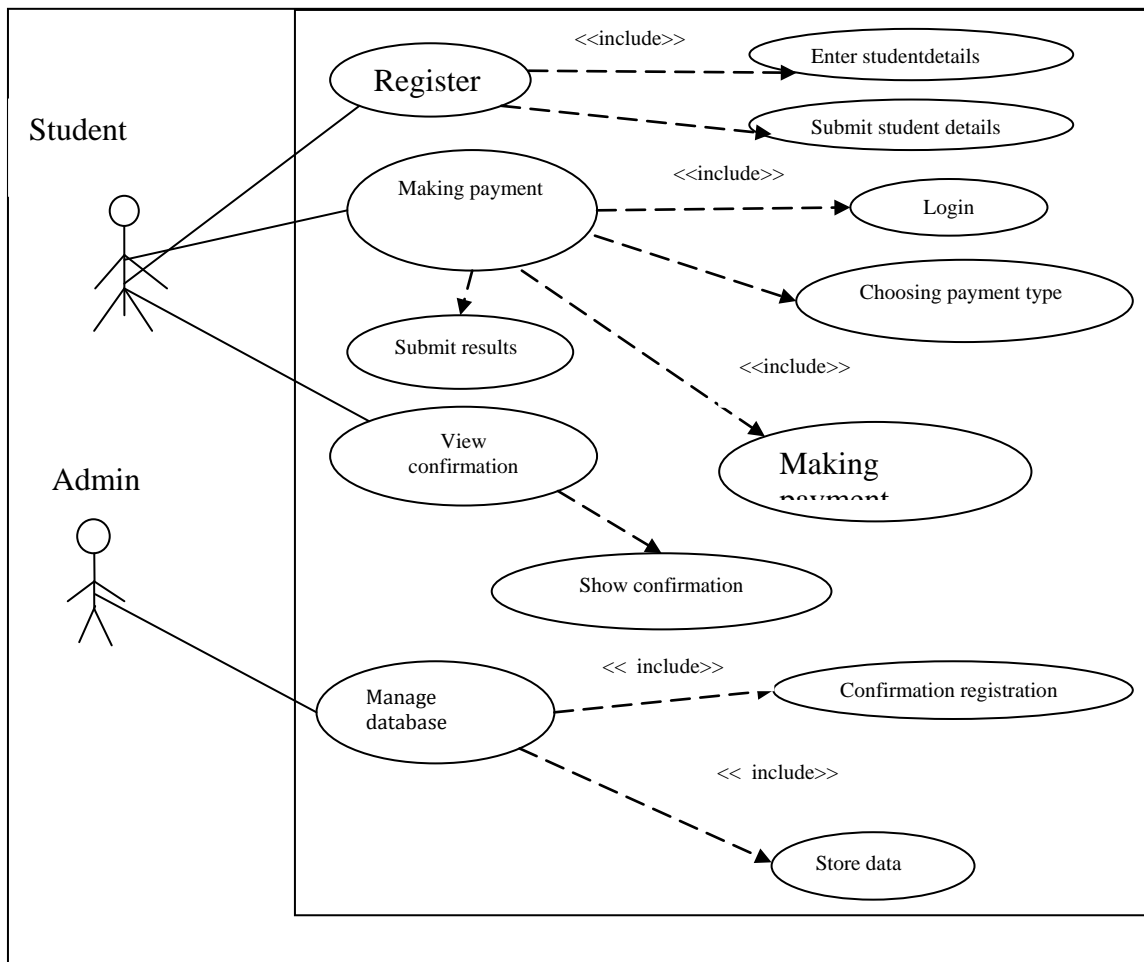 <<include>>
Enter studentdetails
Register
Student
Submit student details
<<include>>
Making payment
Login
Choosing payment type
Submit results
<<include>>
View
confirmation
Making
payment
Admin
Show confirmation
<< include>>
Manage
database
Confirmation registration
<< include>>
Store data